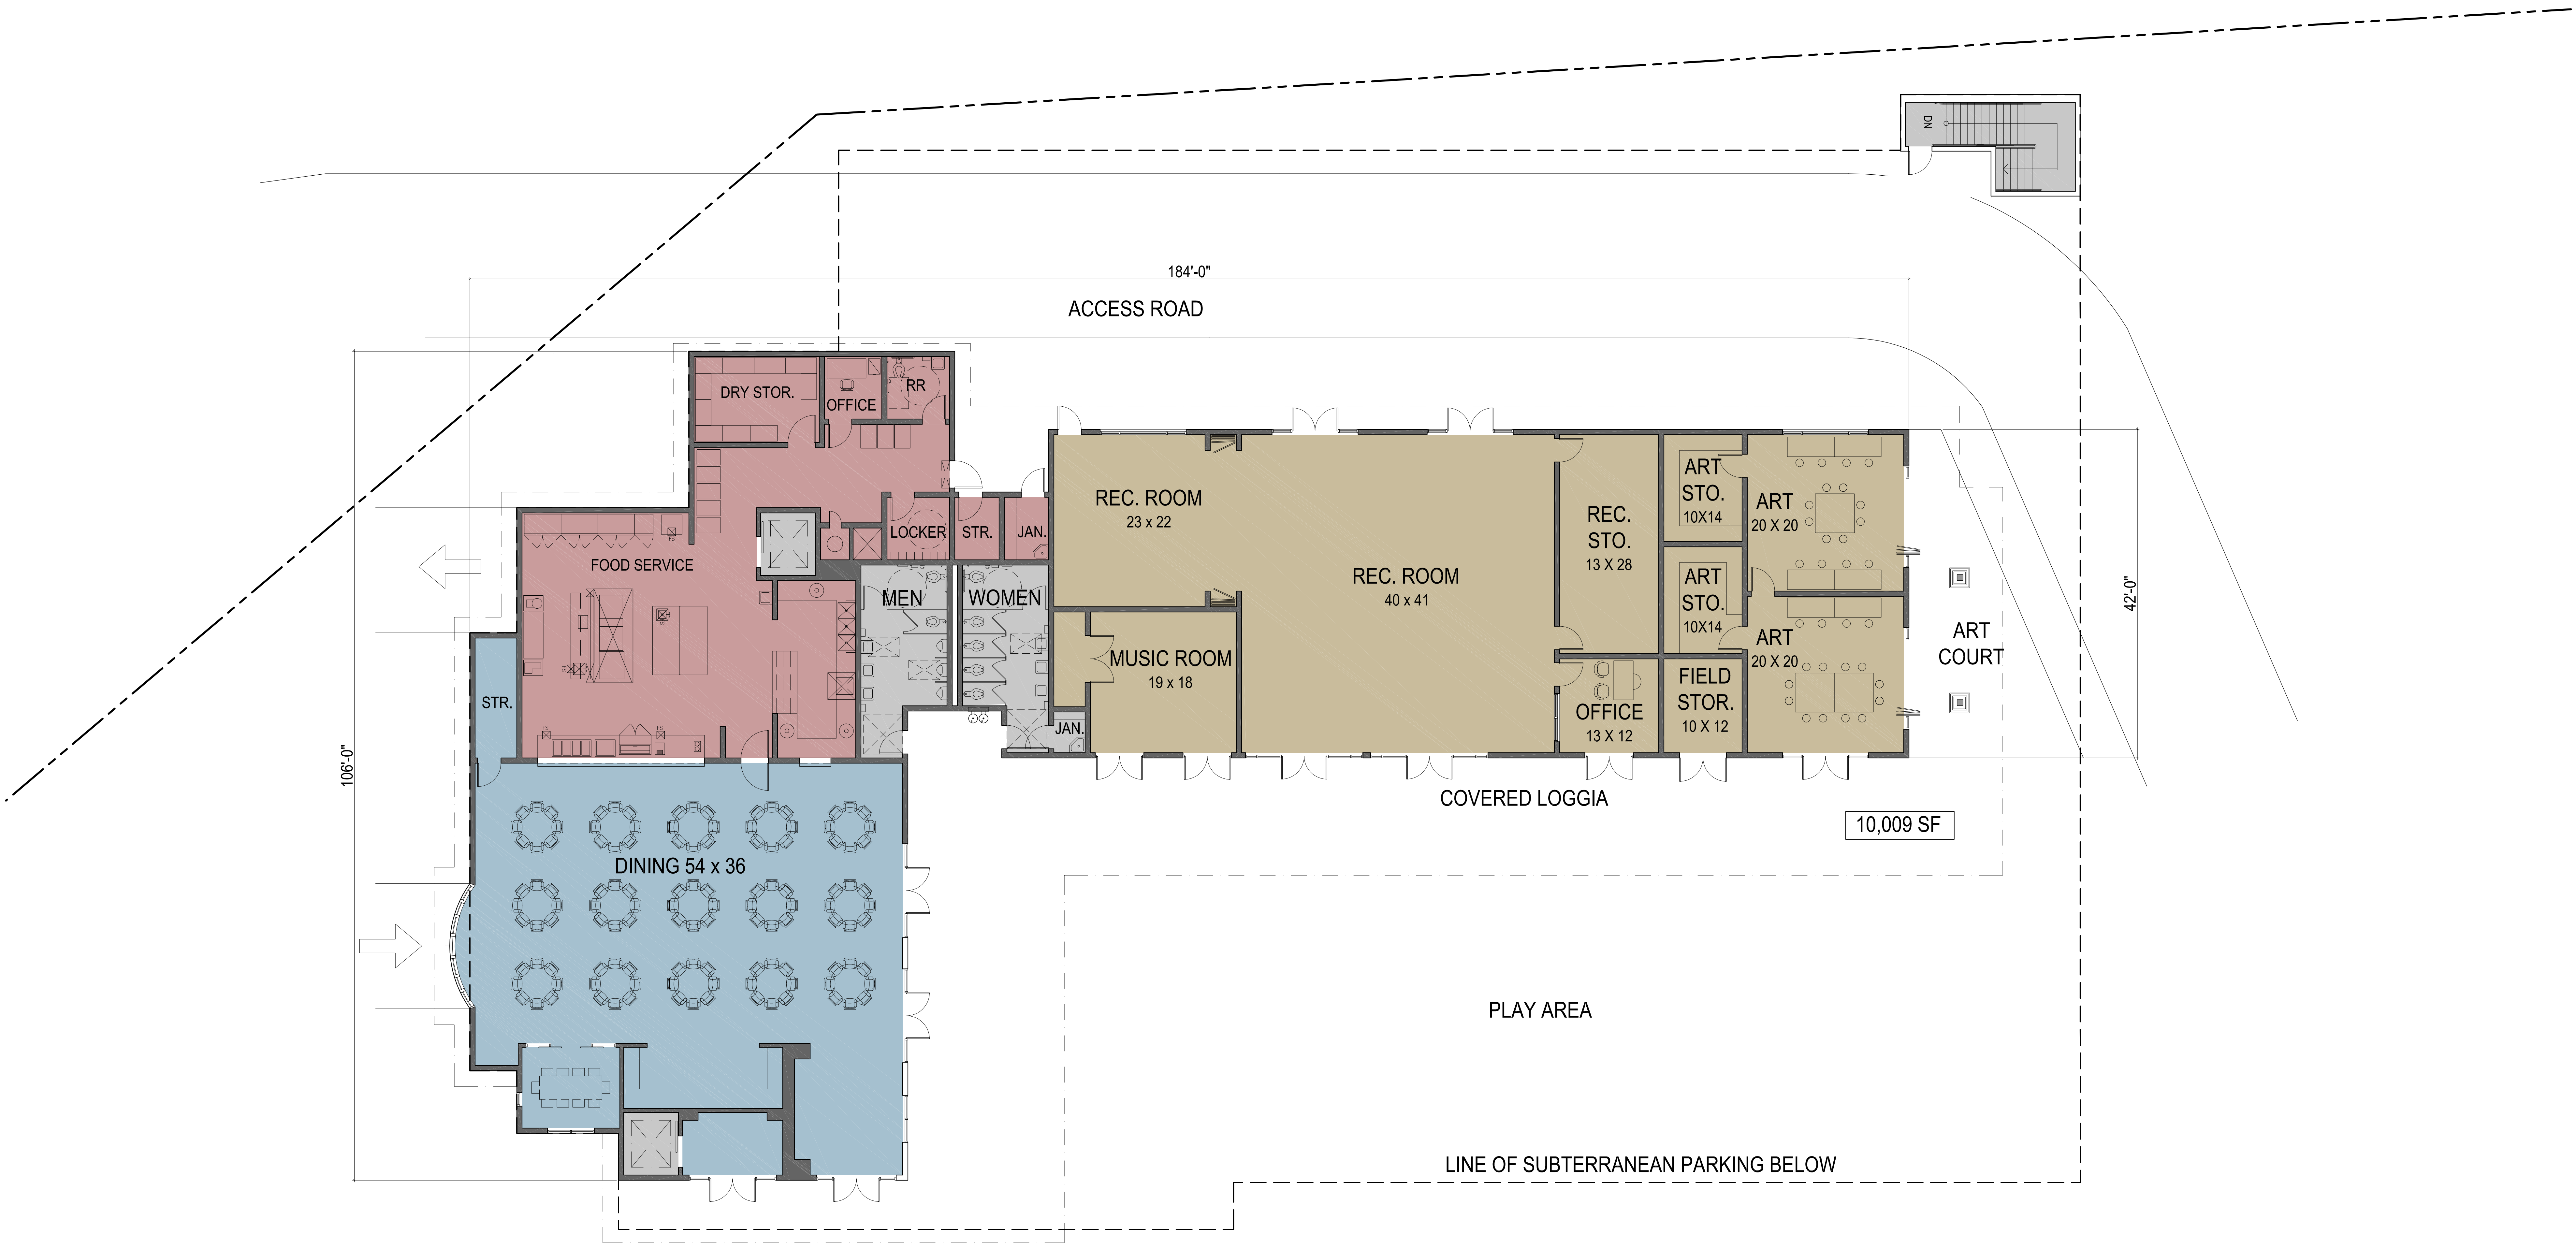 DN
184'-0"
ACCESS ROAD
DRY STOR.
OFFICE
RR
LOCKER
STR.
JAN.
FOOD SERVICE
MEN
WOMEN
JAN.
STR.
REC. ROOM
23 x 22
REC. ROOM
40 x 41
MUSIC ROOM
19 x 18
REC.
STO.
13 X 28
OFFICE
13 X 12
ART
STO.
10X14
ART
STO.
10X14
FIELD
STOR.
10 X 12
ART
20 X 20
ART
20 X 20
ART
COURT
42'-0"
106'-0"
COVERED LOGGIA
10,009 SF
DINING 54 x 36
PLAY AREA
LINE OF SUBTERRANEAN PARKING BELOW